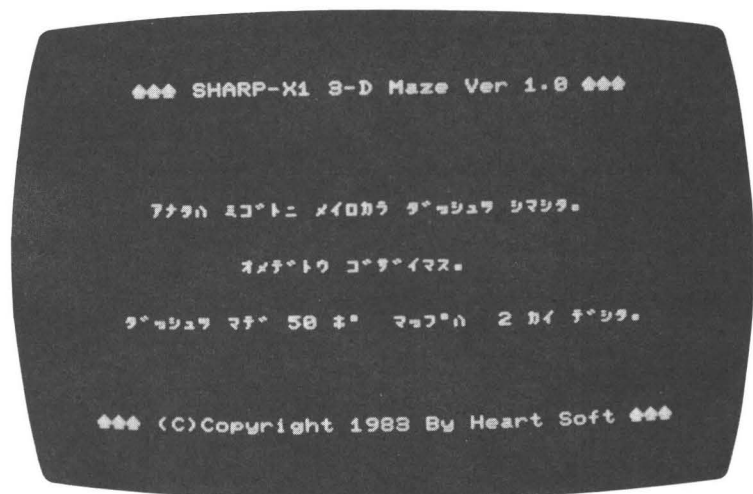 ♠♠♠ SHARP-X1 3-D Maze Ver 1.0 ♠♠♠
アナタハ ミゴトニ メイロカラ ダッシュツ シマシタ。
オメデトウ ゴザイマス。
ダッシュツ マデ 50 ポ マップハ 2 カイ デシタ。
♠♠♠ (C)Copyright 1983 By Heart Soft ♠♠♠